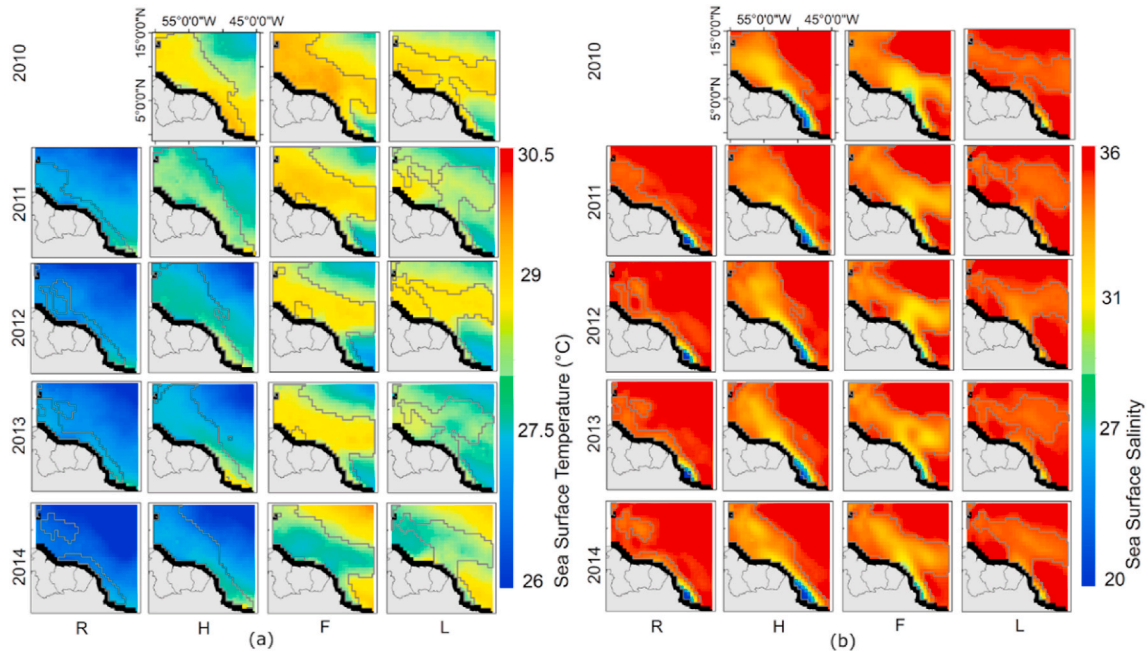 55°0'0"W 45°0'0"W
15°0'0"N
5°0'0"N
2010
2011
2012
2013
2014
R H F L
(a)
30.5
29
27.5
26
Sea Surface Temperature (°C)
55°0'0"W 45°0'0"W
15°0'0"N
5°0'0"N
2010
2011
2012
2013
2014
R H F L
(b)
36
31
27
20
Sea Surface Salinity